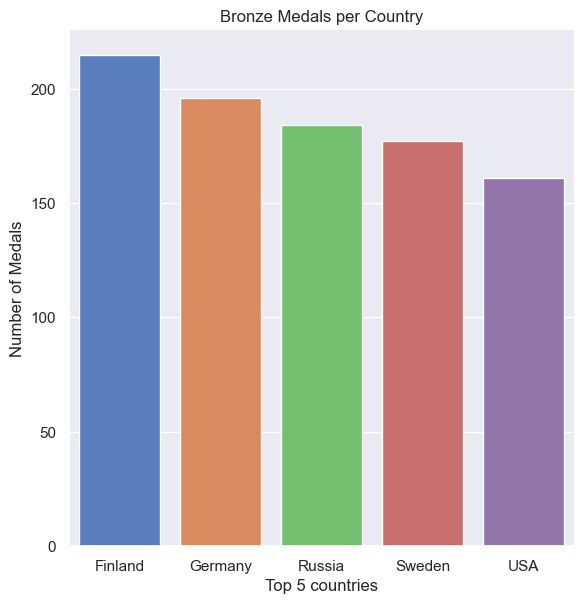 Bronze Medals per Country
Number of Medals
200
150
100
50
0
Finland Germany Russia Sweden USA
Top 5 countries